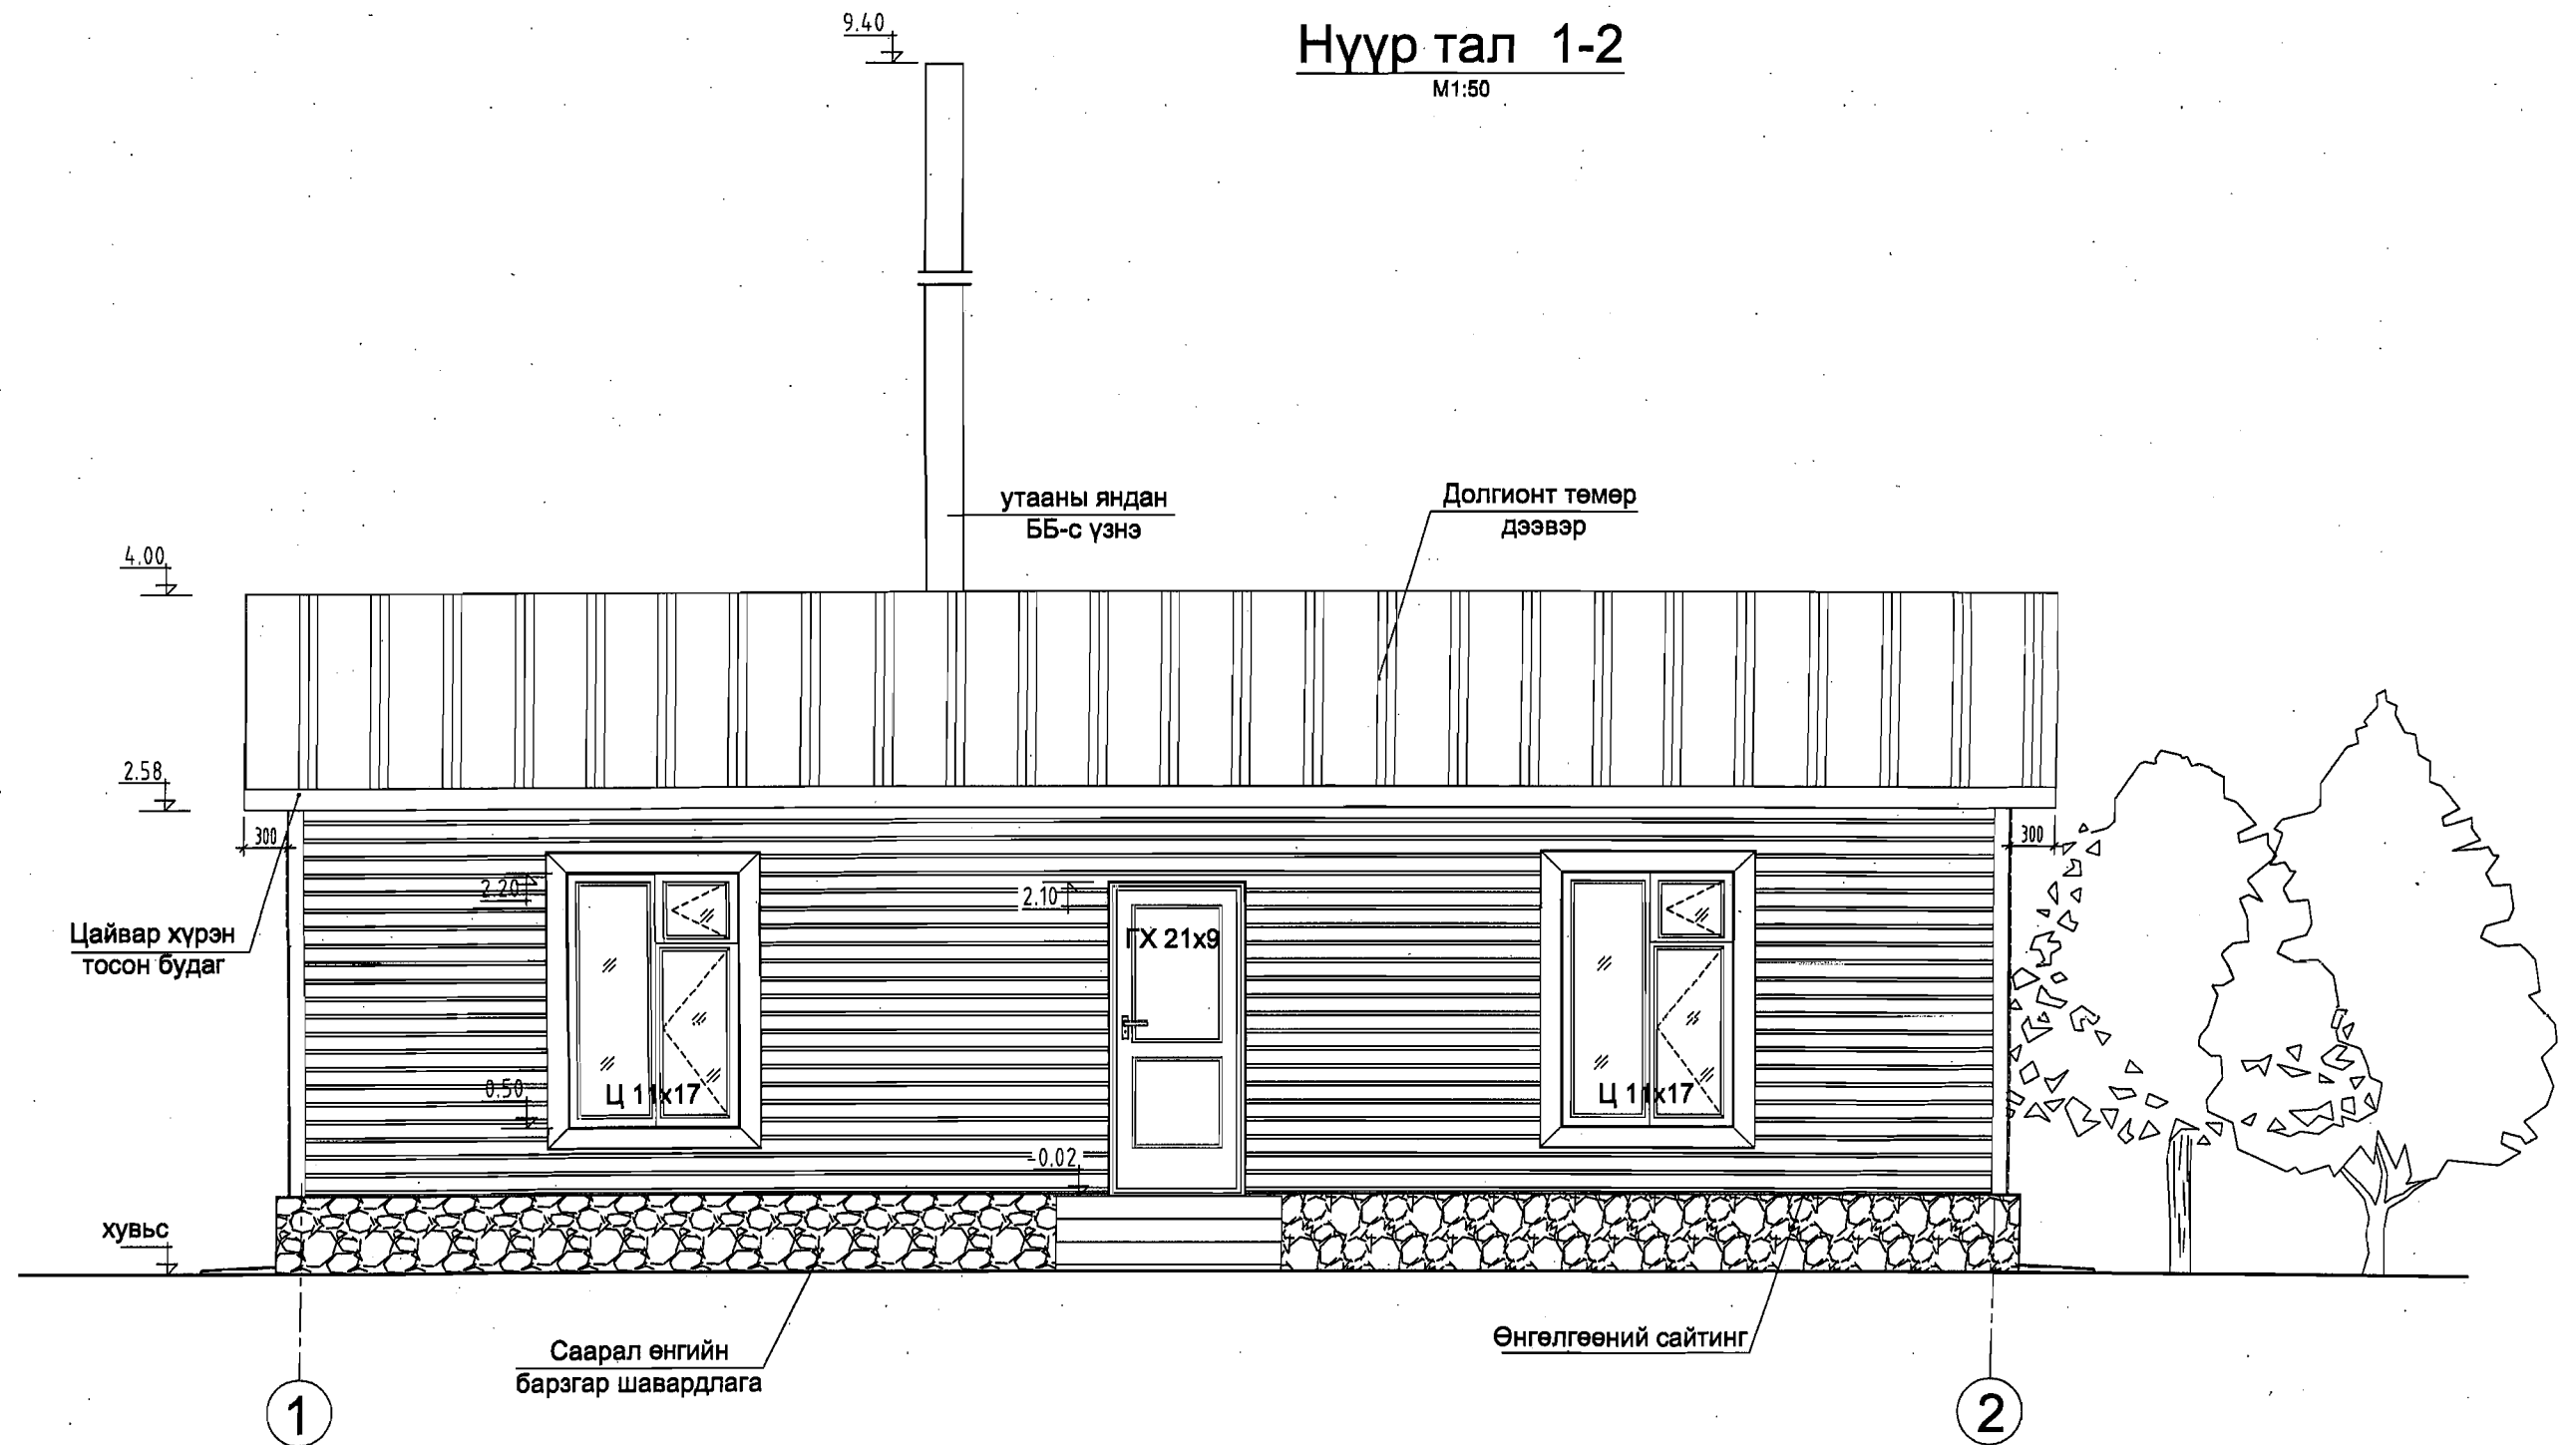 9.40
Нүүр тал 1-2
М1:50
утааны яндан
ББ-с үзнэ
Долгионт төмөр
дээвэр
4.00
2.58
300
300
2.20
2.10
ГХ 21х9
Цайвар хүрэн
тосон будаг
0.50
Ц 11х17
Ц 11х17
-0.02
хувьс
Саарал өнгийн
барзгар шавардлага
Өнгөлгөөний сайтинг
1
2